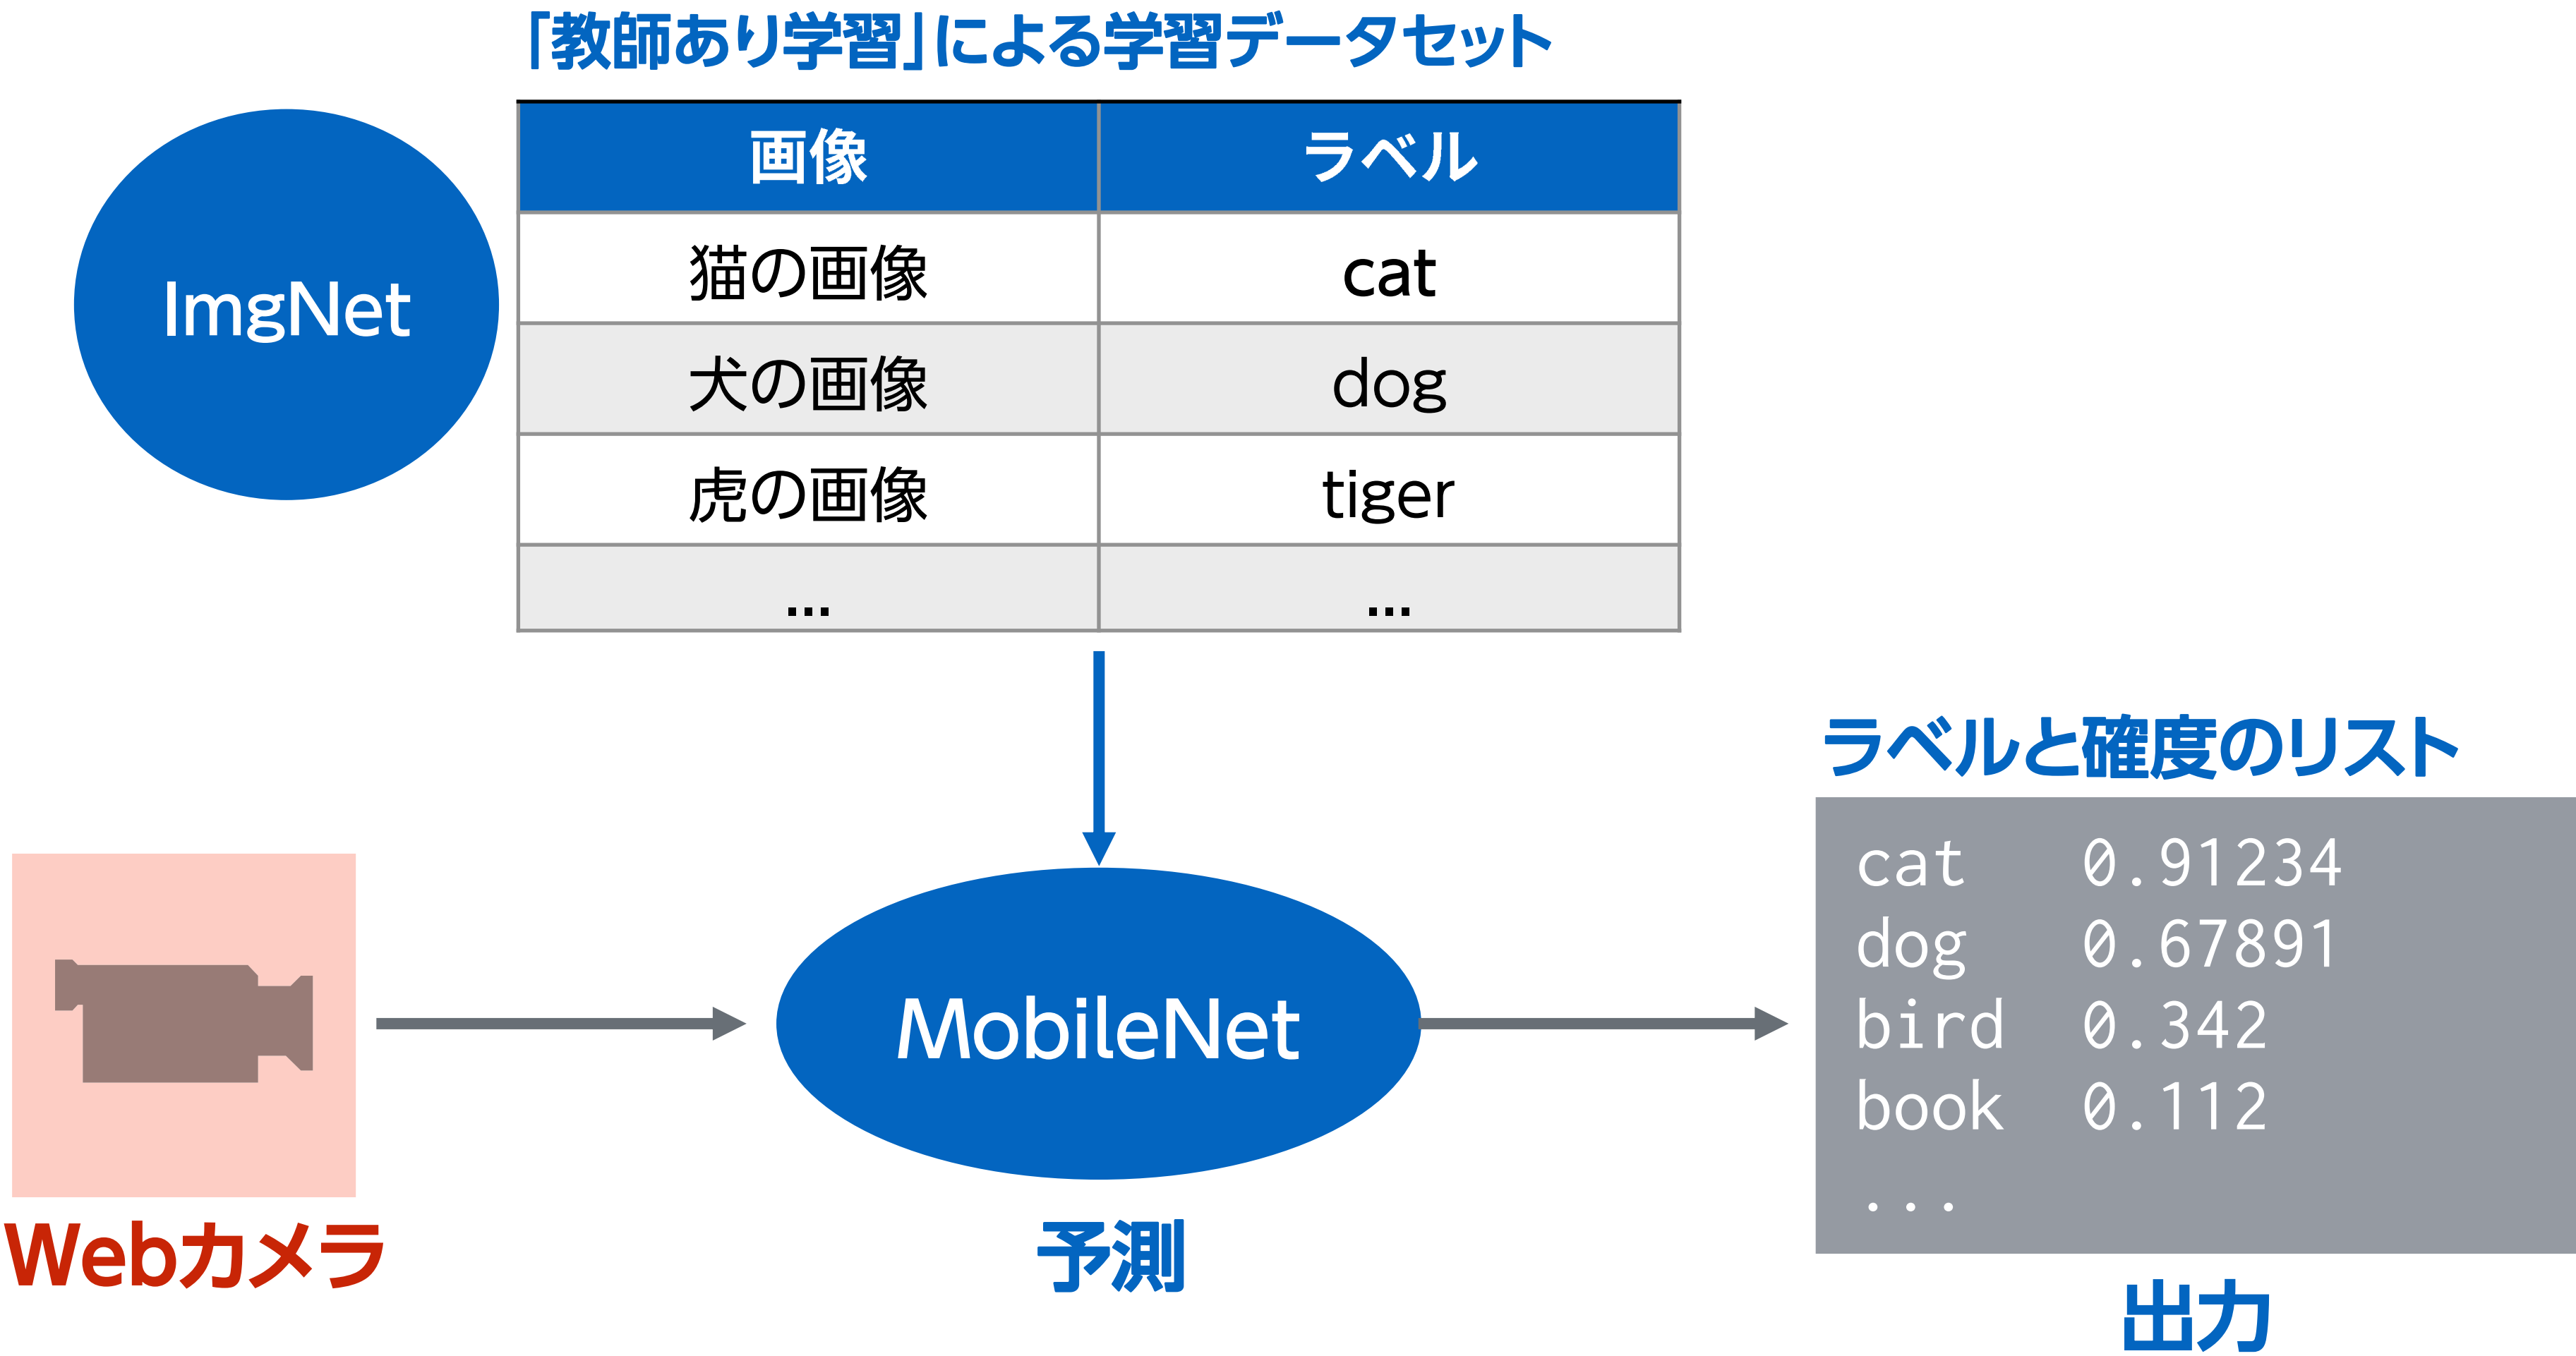 「教師あり学習」による学習データセット
ImgNet
画像 ラベル
猫の画像 cat
犬の画像 dog
虎の画像 tiger
... ...
ラベルと確度のリスト
cat 0.91234
dog 0.67891
bird 0.342
book 0.112
...
MobileNet
Webカメラ
予測
出力